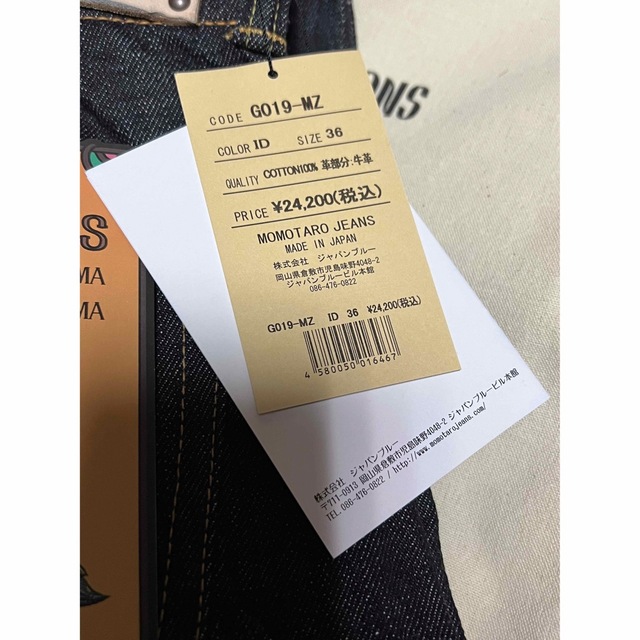 CODE G019-MZ
COLOR ID SIZE 36
QUALITY COTTON100% 革部分:牛革
PRICE ¥24,200(税込)
MOMOTARO JEANS
MADE IN JAPAN
株式会社 ジャパンブルー
岡山県倉敷市児島味野4048-2
ジャパンブルービル本館
086-476-0822
G019-MZ ID 36 ¥24,200(税込)
4 580050 016467
株式会社 ジャパンブルー
〒711-0913 岡山県倉敷市児島味野4048-2 ジャパンブルービル本館
TEL. 086-476-0822 / http://www.momotarojeans.com/
S
MA
MA
ONS